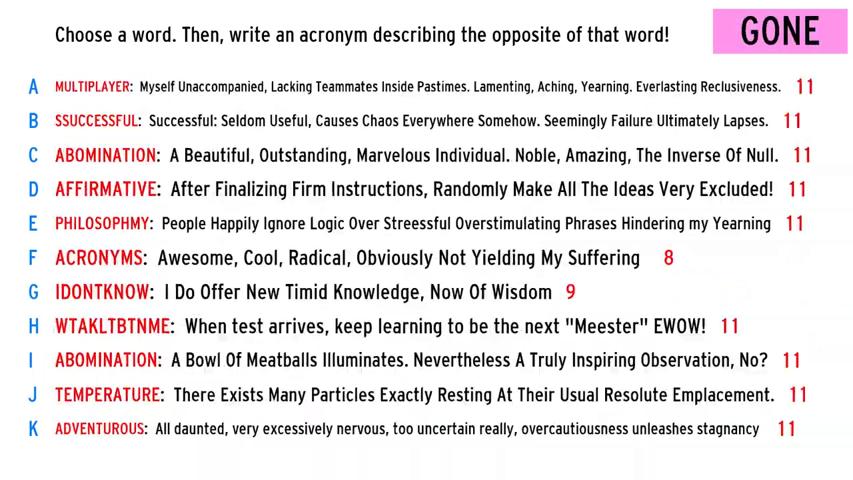 Choose a word. Then, write an acronym describing the opposite of that word!
GONE
A MULTIPLAYER: Myself Unaccompanied, Lacking Teammates Inside Pastimes. Lamenting, Aching, Yearning. Everlasting Reclusiveness. 11
B SSUCCESSFUL: Successful: Seldom Useful, Causes Chaos Everywhere Somehow. Seemingly Failure Ultimately Lapses. 11
C ABOMINATION: A Beautiful, Outstanding, Marvelous Individual. Noble, Amazing, The Inverse Of Null. 11
D AFFIRMATIVE: After Finalizing Firm Instructions, Randomly Make All The Ideas Very Excluded! 11
E PHILOSOPHMY: People Happily Ignore Logic Over Streessful Overstimulating Phrases Hindering my Yearning 11
F ACRONYMS: Awesome, Cool, Radical, Obviously Not Yielding My Suffering 8
G IDONTKNOW: I Do Offer New Timid Knowledge, Now Of Wisdom 9
H WTAKLTBTNME: When test arrives, keep learning to be the next "Meester" EWOW! 11
I ABOMINATION: A Bowl Of Meatballs Illuminates. Nevertheless A Truly Inspiring Observation, No? 11
J TEMPERATURE: There Exists Many Particles Exactly Resting At Their Usual Resolute Emplacement. 11
K ADVENTUROUS: All daunted, very excessively nervous, too uncertain really, overcautiousness unleashes stagnancy 11